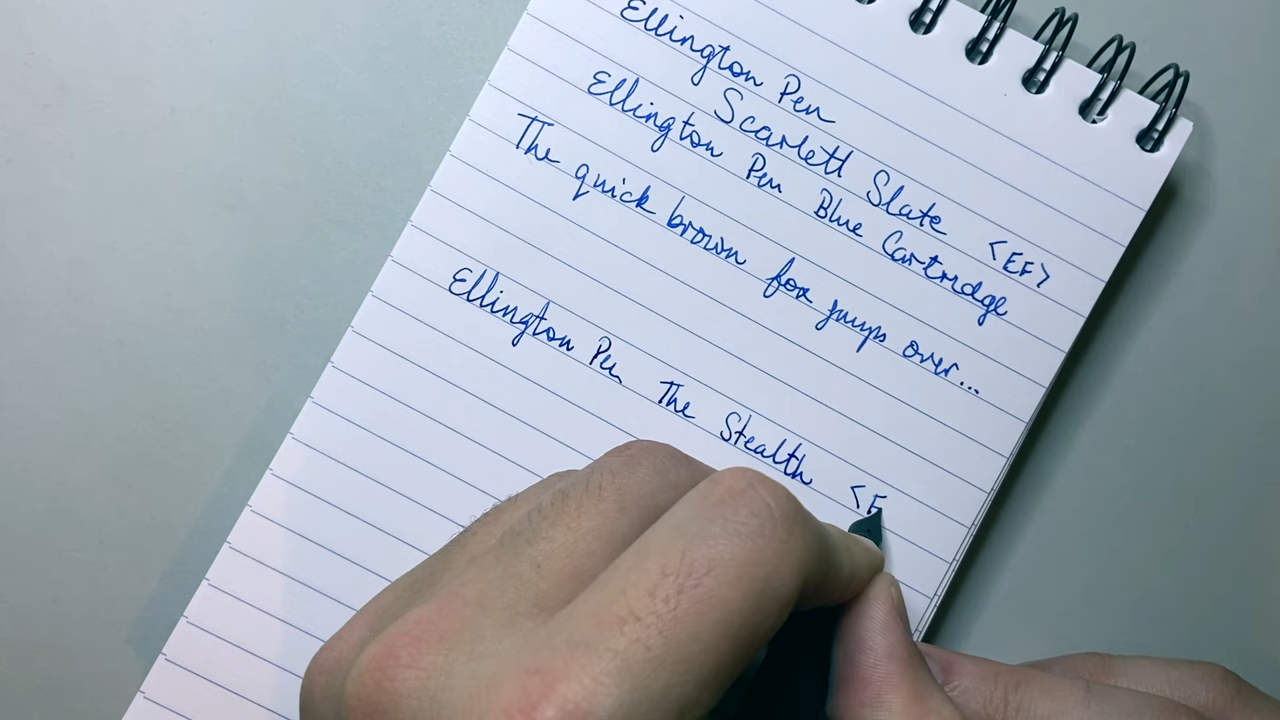 Ellington Pen
Scarlett Slate <EF>
Ellington Pen Blue Cartridge
The quick brown fox jumps over...
Ellington Pen The Stealth <F